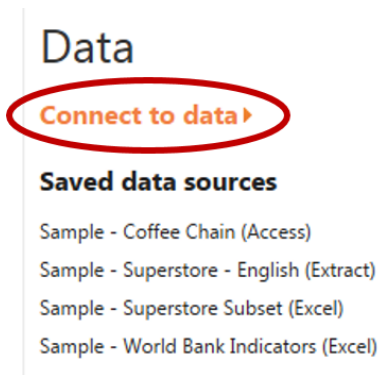 Data
Connect to data
Saved data sources
Sample - Coffee Chain (Access)
Sample - Superstore - English (Extract)
Sample - Superstore Subset (Excel)
Sample - World Bank Indicators (Excel)